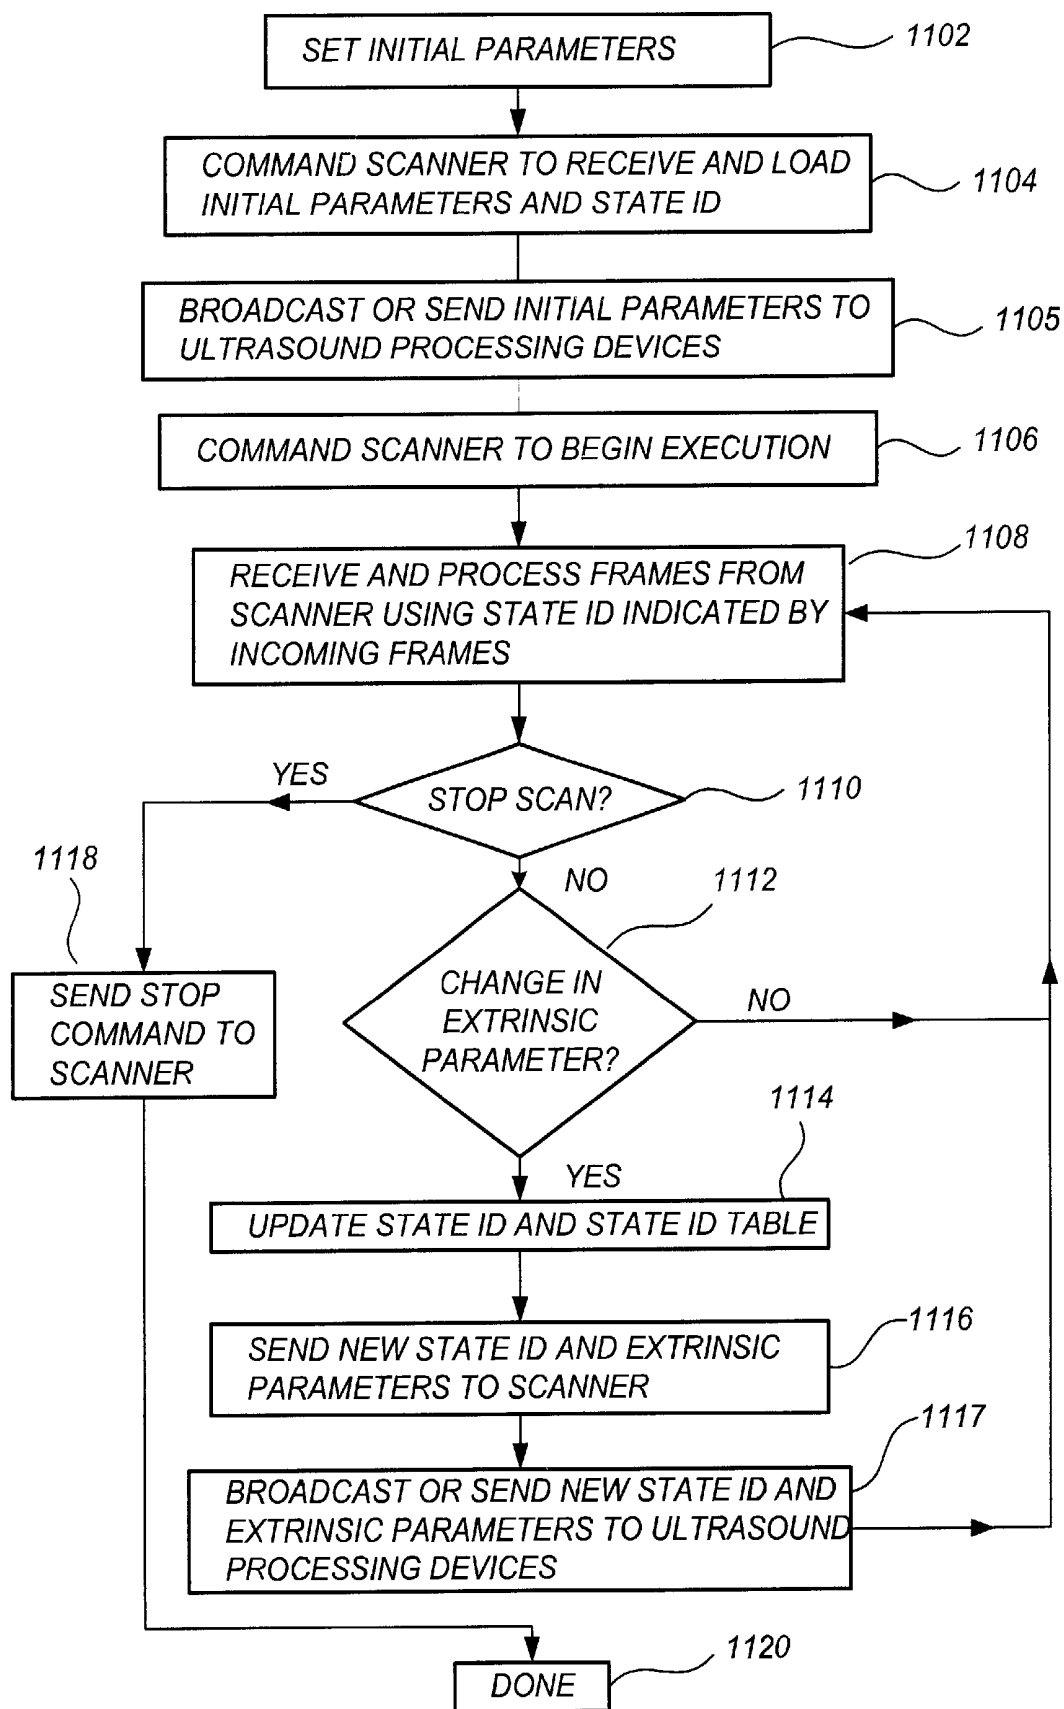 SET INITIAL PARAMETERS
1102
COMMAND SCANNER TO RECEIVE AND LOAD
INITIAL PARAMETERS AND STATE ID
1104
BROADCAST OR SEND INITIAL PARAMETERS TO
ULTRASOUND PROCESSING DEVICES
1105
COMMAND SCANNER TO BEGIN EXECUTION
1106
1108
RECEIVE AND PROCESS FRAMES FROM
SCANNER USING STATE ID INDICATED BY
INCOMING FRAMES
YES
STOP SCAN?
1110
1118
NO
1112
SEND STOP
COMMAND TO
SCANNER
CHANGE IN
EXTRINSIC
PARAMETER?
NO
1114
YES
UPDATE STATE ID AND STATE ID TABLE
1116
SEND NEW STATE ID AND EXTRINSIC
PARAMETERS TO SCANNER
1117
BROADCAST OR SEND NEW STATE ID AND
EXTRINSIC PARAMETERS TO ULTRASOUND
PROCESSING DEVICES
1120
DONE